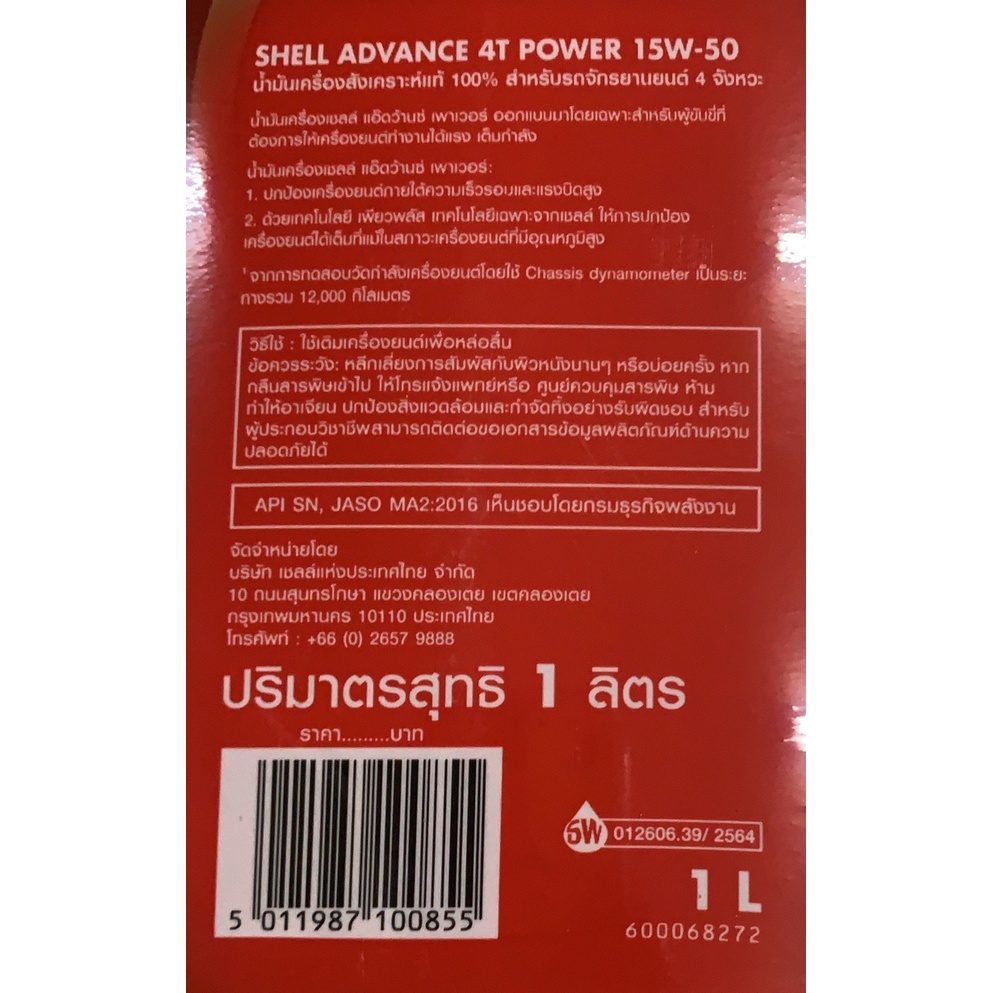 SHELL ADVANCE 4T POWER 15W-50
น้ำมันเครื่องสังเคราะห์แท้ 100% สำหรับรถจักรยานยนต์ 4 จังหวะ
น้ำมันเครื่องเชลล์ แอ๊ดว้านซ์ เพาเวอร์ ออกแบบมาโดยเฉพาะสำหรับผู้ขับขี่ที่
ต้องการให้เครื่องยนต์ทำงานได้แรง เต็มกำลัง
น้ำมันเครื่องเชลล์ แอ๊ดว้านซ์ เพาเวอร์:
1. ปกป้องเครื่องยนต์ภายใต้ความเร็วรอบและแรงบิดสูง
2. ด้วยเทคโนโลยี เพียวพลัส เทคโนโลยีเฉพาะจากเชลล์ ให้การปกป้อง
เครื่องยนต์ได้เต็มที่แม้ในสภาวะเครื่องยนต์ที่มีอุณหภูมิสูง
¹จากการทดสอบวัดกำลังเครื่องยนต์โดยใช้ Chassis dynamometer เป็นระยะ
ทางรวม 12,000 กิโลเมตร
วิธีใช้ : ใช้เติมเครื่องยนต์เพื่อหล่อลื่น
ข้อควรระวัง: หลีกเลี่ยงการสัมผัสกับผิวหนังนานๆ หรือบ่อยครั้ง หาก
กลืนสารพิษเข้าไป ให้โทรแจ้งแพทย์หรือ ศูนย์ควบคุมสารพิษ ห้าม
ทำให้อาเจียน ปกป้องสิ่งแวดล้อมและกำจัดทิ้งอย่างรับผิดชอบ สำหรับ
ผู้ประกอบวิชาชีพสามารถติดต่อขอเอกสารข้อมูลผลิตภัณฑ์ด้านความ
ปลอดภัยได้
API SN, JASO MA2:2016 เห็นชอบโดยกรมธุรกิจพลังงาน
จัดจำหน่ายโดย
บริษัท เชลล์แห่งประเทศไทย จำกัด
10 ถนนสุนทรโกษา แขวงคลองเตย เขตคลองเตย
กรุงเทพมหานคร 10110 ประเทศไทย
โทรศัพท์ : +66 (0) 2657 9888
ปริมาตรสุทธิ 1 ลิตร
ราคา.........บาท
5 011987 100855
ธW 012606.39/ 2564
1 L
600068272